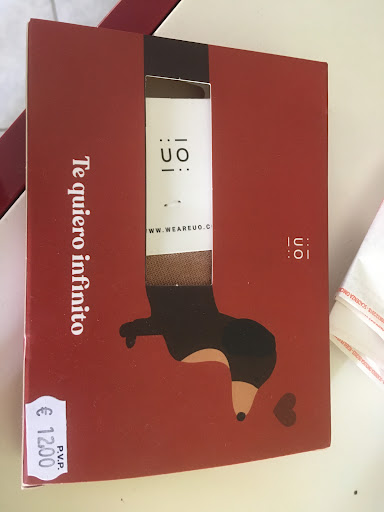 Te quiero infinito
UO
WWW.WEAREUO.C
UO
P.V.P.
€ 12,00